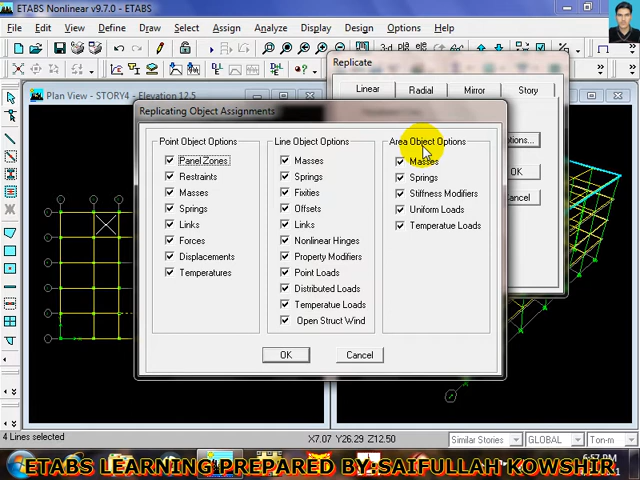 ETABS Nonlinear v9.7.0 - ETABS
File Edit View Define Draw Select Assign Analyze Display Design Options Help
Plan View - STORY4 - Elevation 12.5
Replicate
Linear Radial Mirror Story
Replicating Object Assignments
Point Object Options
Panel Zones
Restraints
Masses
Springs
Links
Forces
Displacements
Temperatures
Line Object Options
Masses
Springs
Fixities
Offsets
Links
Nonlinear Hinges
Property Modifiers
Point Loads
Distributed Loads
Temperatue Loads
Open Struct Wind
Area Object Options
Masses
Springs
Stiffness Modifiers
Uniform Loads
Temperatue Loads
OK Cancel
OK
4 Lines selected X7.07 Y26.29 Z12.50 Similar Stories GLOBAL Ton-m
ETABS LEARNING PREPARED BY:SAIFULLAH KOWSHIR